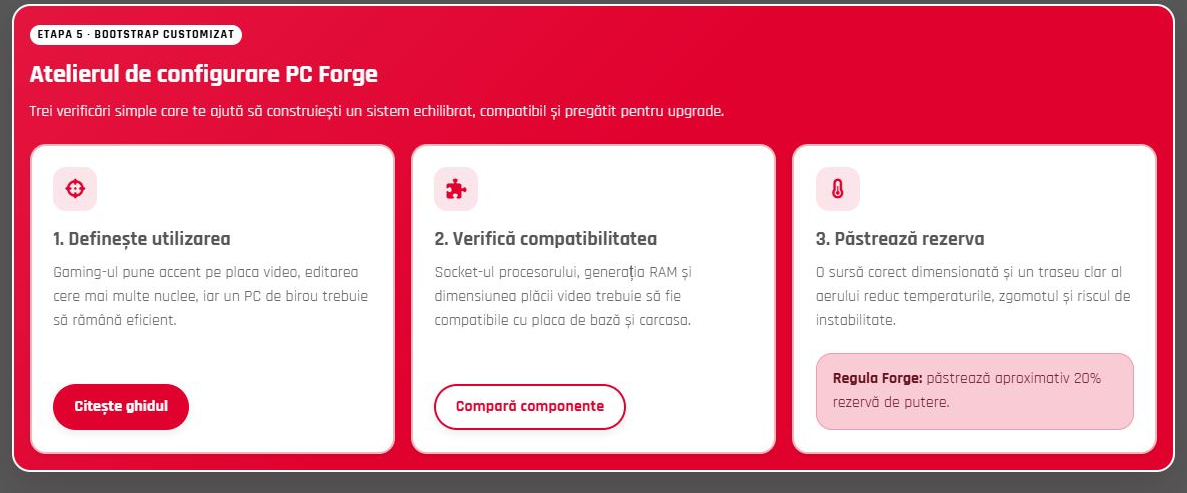 ETAPA 5 · BOOTSTRAP CUSTOMIZAT
Atelierul de configurare PC Forge
Trei verificări simple care te ajută să construiești un sistem echilibrat, compatibil și pregătit pentru upgrade.
1. Definește utilizarea
Gaming-ul pune accent pe placa video, editarea
cere mai multe nuclee, iar un PC de birou trebuie
să rămână eficient.
Citește ghidul
2. Verifică compatibilitatea
Socket-ul procesorului, generația RAM și
dimensiunea plăcii video trebuie să fie
compatibile cu placa de bază și carcasa.
Compară componente
3. Păstrează rezerva
O sursă corect dimensionată și un traseu clar al
aerului reduc temperaturile, zgomotul și riscul de
instabilitate.
Regula Forge: păstrează aproximativ 20%
rezervă de putere.